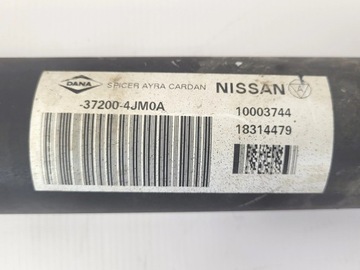 DANA SPICER AYRA CARDAN NISSAN
-37200-4JM0A
10003744
18314479